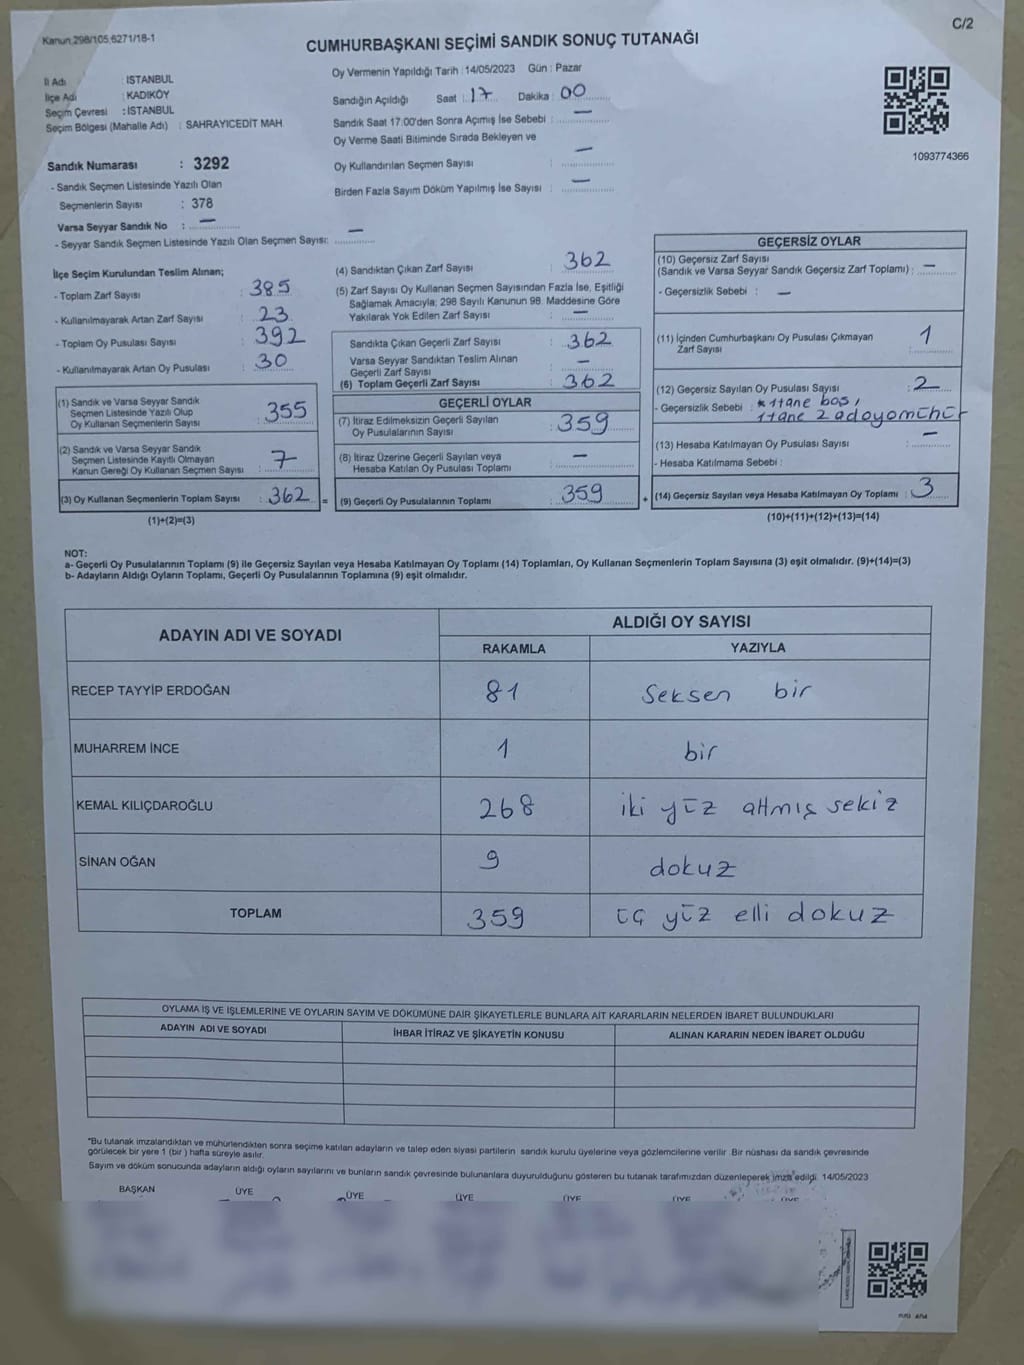 C/2
Kanun:298/105;6271/18-1
CUMHURBAŞKANI SEÇİMİ SANDIK SONUÇ TUTANAĞI
İl Adı : İSTANBUL
İlçe Adı : KADIKÖY
Seçim Çevresi : İSTANBUL
Seçim Bölgesi (Mahalle Adı) : SAHRAYICEDİT MAH.
Sandık Numarası : 3292
- Sandık Seçmen Listesinde Yazılı Olan
Seçmenlerin Sayısı : 378
Varsa Seyyar Sandık No : —
- Seyyar Sandık Seçmen Listesinde Yazılı Olan Seçmen Sayısı: —
Oy Vermenin Yapıldığı Tarih : 14/05/2023 Gün : Pazar
Sandığın Açıldığı Saat : 17 Dakika : 00
Sandık Saat 17:00'den Sonra Açımış İse Sebebi : —
Oy Verme Saati Bitiminde Sırada Bekleyen ve
Oy Kullandırılan Seçmen Sayısı : —
Birden Fazla Sayım Döküm Yapılmış İse Sayısı : —
1093774366
İlçe Seçim Kurulundan Teslim Alınan;
- Toplam Zarf Sayısı : 385
- Kullanılmayarak Artan Zarf Sayısı : 23
- Toplam Oy Pusulası Sayısı : 392
- Kullanılmayarak Artan Oy Pusulası : 30
(1) Sandık ve Varsa Seyyar Sandık
Seçmen Listesinde Yazılı Olup
Oy Kullanan Seçmenlerin Sayısı : 355
(2) Sandık ve Varsa Seyyar Sandık
Seçmen Listesinde Kayıtlı Olmayan
Kanun Gereği Oy Kullanan Seçmen Sayısı : 7
(3) Oy Kullanan Seçmenlerin Toplam Sayısı : 362 =
(1)+(2)=(3)
(4) Sandıktan Çıkan Zarf Sayısı : 362
(5) Zarf Sayısı Oy Kullanan Seçmen Sayısından Fazla İse, Eşitliği
Sağlamak Amacıyla; 298 Sayılı Kanunun 98. Maddesine Göre
Yakılarak Yok Edilen Zarf Sayısı : —
Sandıkta Çıkan Geçerli Zarf Sayısı : 362
Varsa Seyyar Sandıktan Teslim Alınan
Geçerli Zarf Sayısı : —
(6) Toplam Geçerli Zarf Sayısı : 362
GEÇERLİ OYLAR
(7) İtiraz Edilmeksizin Geçerli Sayılan
Oy Pusulalarının Sayısı : 359
(8) İtiraz Üzerine Geçerli Sayılan veya
Hesaba Katılan Oy Pusulası Toplamı : —
(9) Geçerli Oy Pusulalarının Toplamı : 359 +
GEÇERSİZ OYLAR
(10) Geçersiz Zarf Sayısı
(Sandık ve Varsa Seyyar Sandık Geçersiz Zarf Toplamı) : —
- Geçersizlik Sebebi : —
(11) İçinden Cumhurbaşkanı Oy Pusulası Çıkmayan
Zarf Sayısı : 1
(12) Geçersiz Sayılan Oy Pusulası Sayısı : 2
- Geçersizlik Sebebi : 1 tane boş,
1 tane 2 adaya mühür
(13) Hesaba Katılmayan Oy Pusulası Sayısı : —
- Hesaba Katılmama Sebebi :
(14) Geçersiz Sayılan veya Hesaba Katılmayan Oy Toplamı : 3
(10)+(11)+(12)+(13)=(14)
NOT:
a- Geçerli Oy Pusulalarının Toplamı (9) ile Geçersiz Sayılan veya Hesaba Katılmayan Oy Toplamı (14) Toplamları, Oy Kullanan Seçmenlerin Toplam Sayısına (3) eşit olmalıdır. (9)+(14)=(3)
b- Adayların Aldığı Oyların Toplamı, Geçerli Oy Pusulalarının Toplamına (9) eşit olmalıdır.
ADAYIN ADI VE SOYADI ALDIĞI OY SAYISI
RAKAMLA YAZIYLA
RECEP TAYYİP ERDOĞAN 81 Seksen bir
MUHARREM İNCE 1 bir
KEMAL KILIÇDAROĞLU 268 iki yüz altmış sekiz
SİNAN OĞAN 9 dokuz
TOPLAM 359 üç yüz elli dokuz
OYLAMA İŞ VE İŞLEMLERİNE VE OYLARIN SAYIM VE DÖKÜMÜNE DAİR ŞİKAYETLERLE BUNLARA AİT KARARLARIN NELERDEN İBARET BULUNDUKLARI
ADAYIN ADI VE SOYADI İHBAR İTİRAZ VE ŞİKAYETİN KONUSU ALINAN KARARIN NEDEN İBARET OLDUĞU
*Bu tutanak imzalandıktan ve mühürlendikten sonra seçime katılan adayların ve talep eden siyasi partilerin sandık kurulu üyelerine veya gözlemcilerine verilir. Bir nüshası da sandık çevresinde
görülecek bir yere 1 (bir) hafta süreyle asılır.
Sayım ve döküm sonucunda adayların aldığı oyların sayılarını ve bunların sandık çevresinde bulunanlara duyurulduğunu gösteren bu tutanak tarafımızdan düzenlenerek imza edildi. 14/05/2023
BAŞKAN ÜYE ÜYE ÜYE ÜYE ÜYE ÜYE